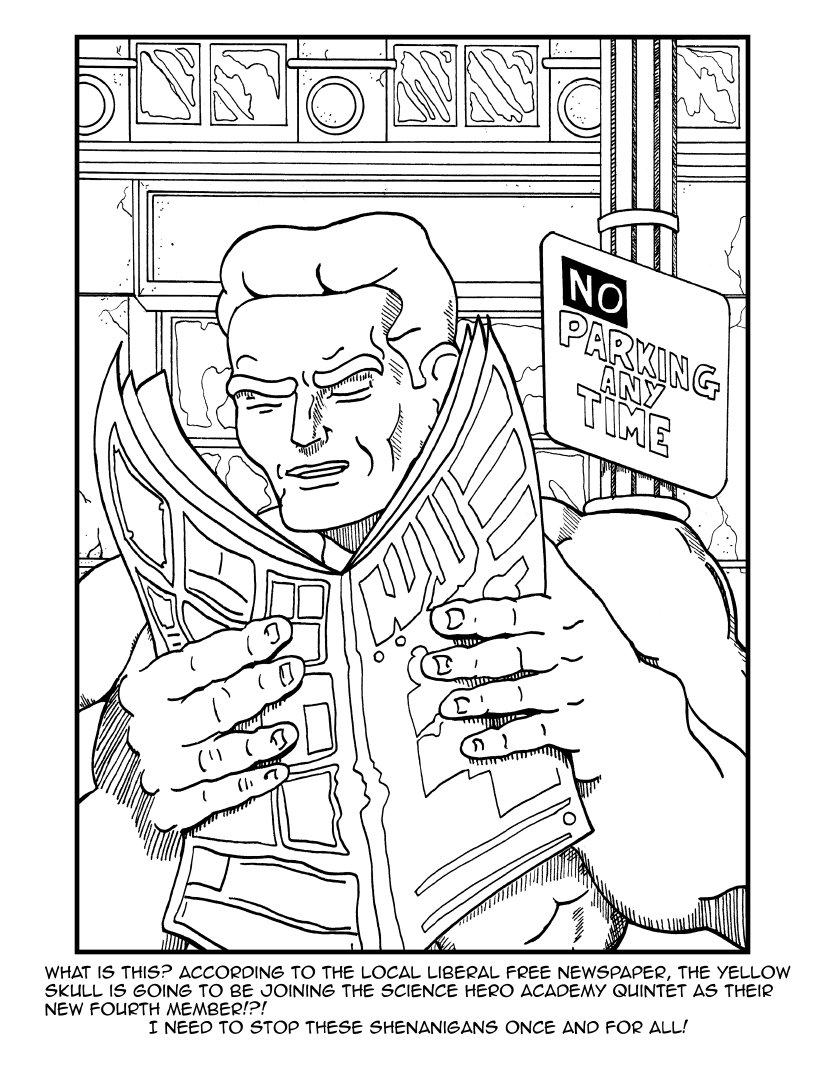 NO
PARKING
ANY
TIME
WHAT IS THIS? ACCORDING TO THE LOCAL LIBERAL FREE NEWSPAPER, THE YELLOW
SKULL IS GOING TO BE JOINING THE SCIENCE HERO ACADEMY QUINTET AS THEIR
NEW FOURTH MEMBER!?!
I NEED TO STOP THESE SHENANIGANS ONCE AND FOR ALL!